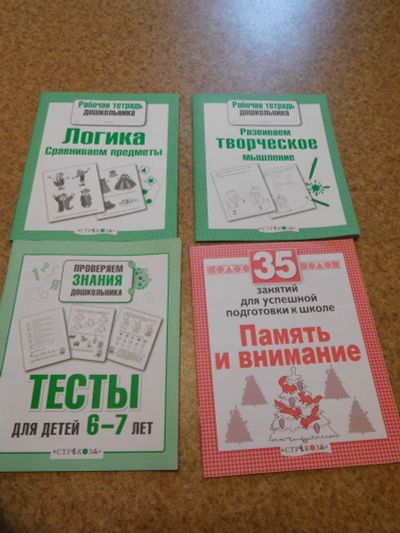 Рабочая тетрадь
дошкольника
Логика
Сравниваем предметы
«СТРЕКОЗА»
Рабочая тетрадь
дошкольника
Развиваем
творческое
мышление
«СТРЕКОЗА»
ПРОВЕРЯЕМ
ЗНАНИЯ
ДОШКОЛЬНИКА
ТЕСТЫ
ДЛЯ ДЕТЕЙ 6–7 ЛЕТ
«СТРЕКОЗА»
35
занятий
для успешной
подготовки к школе
Память
и внимание
«СТРЕКОЗА»